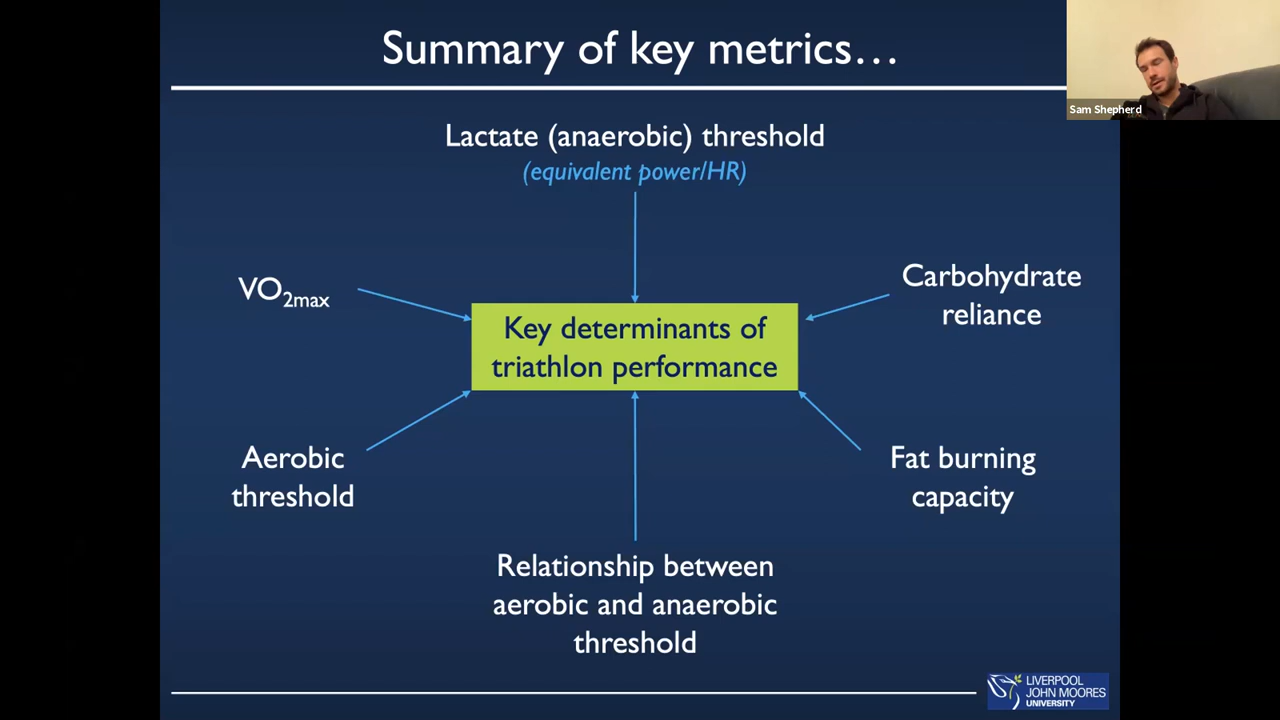 Summary of key metrics…
Sam Shepherd
Lactate (anaerobic) threshold
(equivalent power/HR)
VO2max
Carbohydrate
reliance
Key determinants of
triathlon performance
Aerobic
threshold
Fat burning
capacity
Relationship between
aerobic and anaerobic
threshold
LIVERPOOL
JOHN MOORES
UNIVERSITY